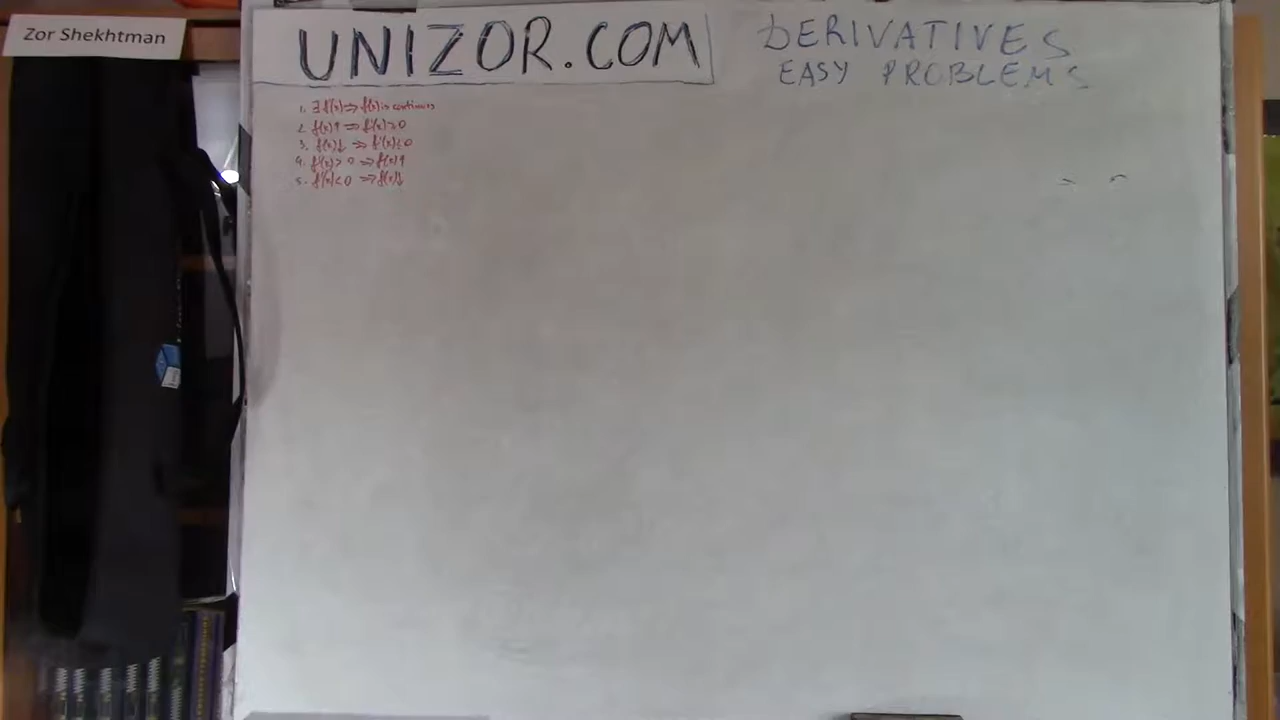 Zor Shekhtman
UNIZOR.COM
DERIVATIVES
EASY PROBLEMS
1. ∃ f'(x) ⇒ f(x) is continuous
2. f(x)↑ ⇒ f'(x) ≥ 0
3. f(x)↓ ⇒ f'(x) ≤ 0
4. f'(x) > 0 ⇒ f(x)↑
5. f'(x) < 0 ⇒ f(x)↓